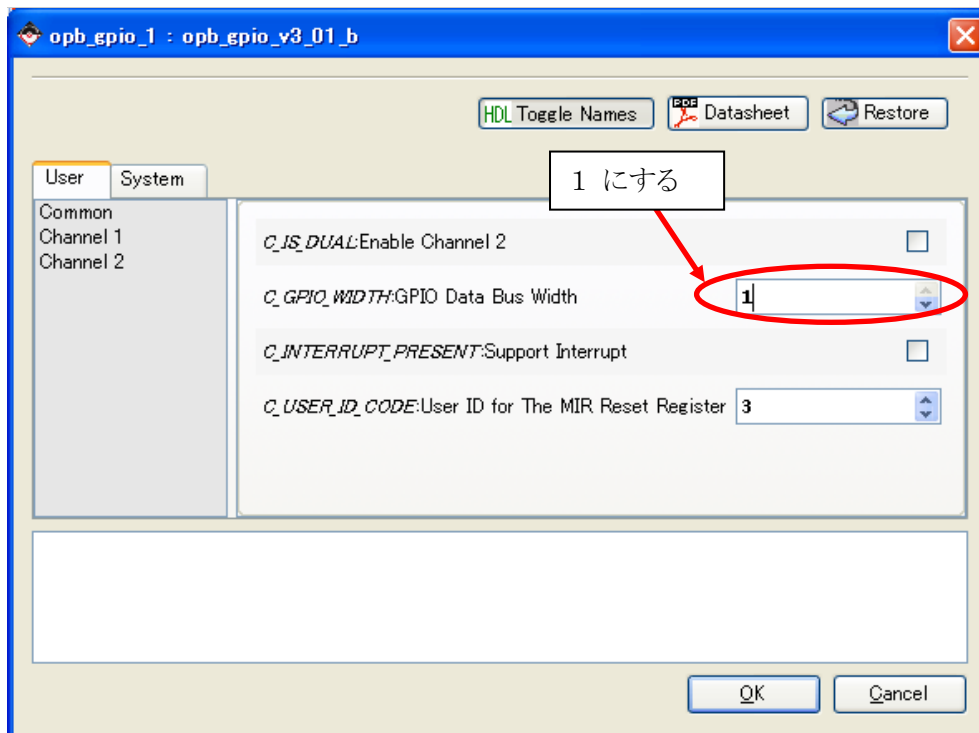 opb_gpio_1 : opb_gpio_v3_01_b
HDL Toggle Names
PDF Datasheet
Restore
1 にする
User
System
Common
Channel 1
Channel 2
C_IS_DUAL:Enable Channel 2
C_GPIO_WIDTH:GPIO Data Bus Width
1
C_INTERRUPT_PRESENT:Support Interrupt
C_USER_ID_CODE:User ID for The MIR Reset Register
3
OK
Cancel